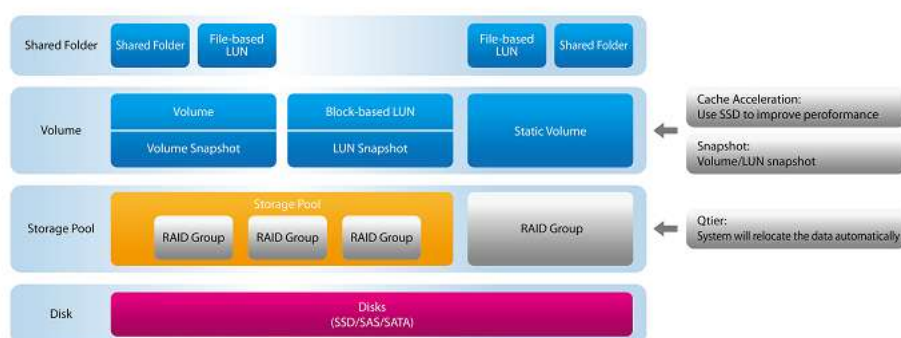 Shared Folder
Shared Folder
File-based
LUN
File-based
LUN
Shared Folder
Volume
Volume
Volume Snapshot
Block-based LUN
LUN Snapshot
Static Volume
Cache Acceleration:
Use SSD to improve peroformance
Snapshot:
Volume/LUN snapshot
Storage Pool
Storage Pool
RAID Group
RAID Group
RAID Group
RAID Group
Qtier:
System will relocate the data automatically
Disk
Disks
(SSD/SAS/SATA)